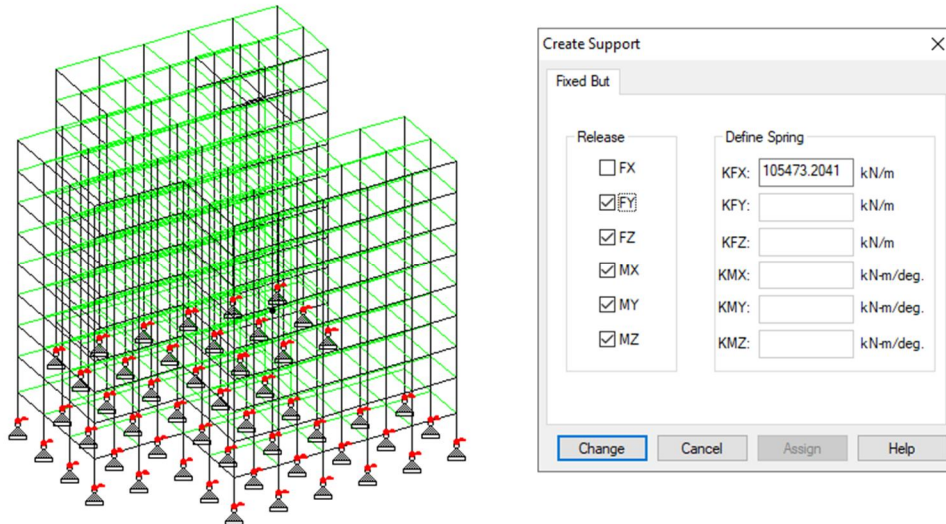 Create Support
Fixed But
Release
FX
FY
FZ
MX
MY
MZ
Define Spring
KFX: 105473.2041 kN/m
KFY: kN/m
KFZ: kN/m
KMX: kN-m/deg.
KMY: kN-m/deg.
KMZ: kN-m/deg.
Change Cancel Assign Help